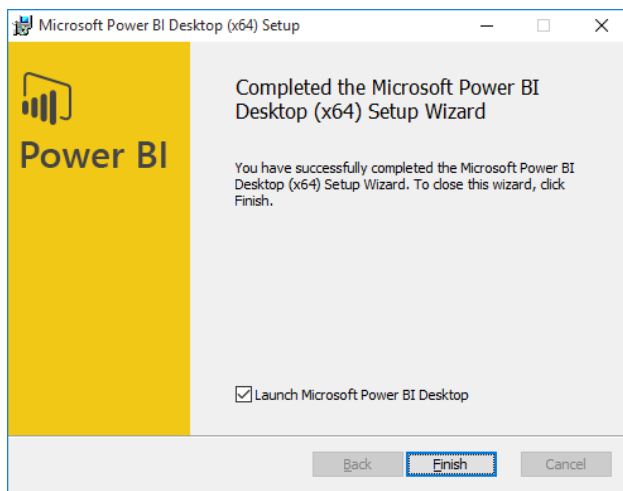 Microsoft Power BI Desktop (x64) Setup
Power BI
Completed the Microsoft Power BI
Desktop (x64) Setup Wizard
You have successfully completed the Microsoft Power BI
Desktop (x64) Setup Wizard. To close this wizard, click
Finish.
Launch Microsoft Power BI Desktop
Back Finish Cancel